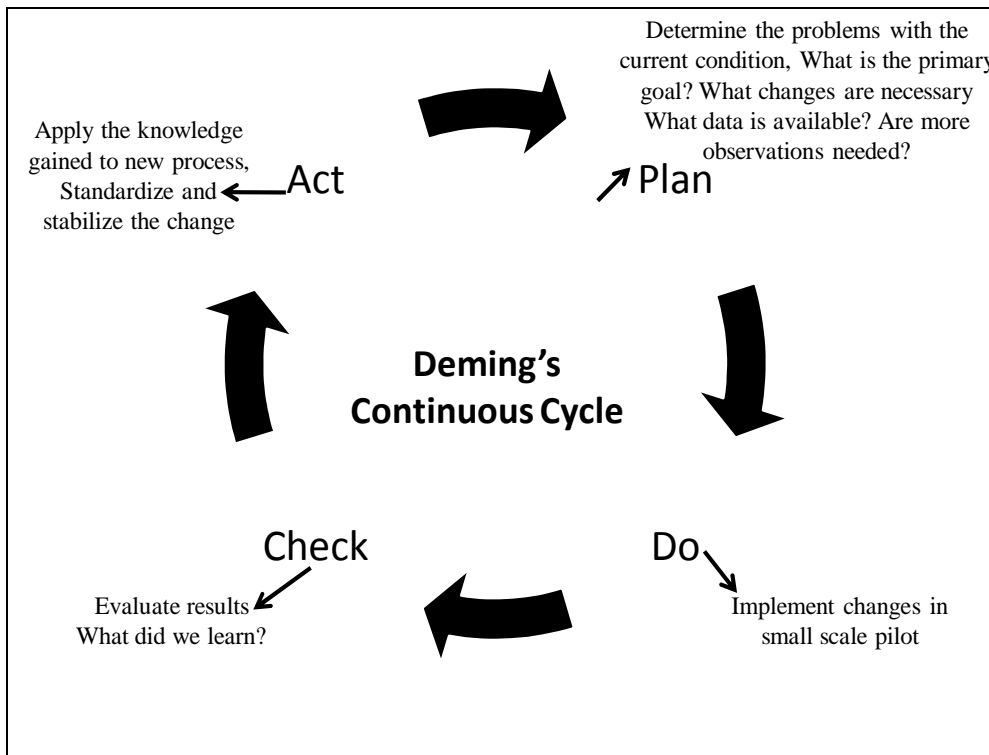 Determine the problems with the
current condition, What is the primary
goal? What changes are necessary
What data is available? Are more
observations needed?
Plan
Apply the knowledge
gained to new process,
Standardize and
stabilize the change
Act
Deming’s
Continuous Cycle
Check
Do
Evaluate results
What did we learn?
Implement changes in
small scale pilot